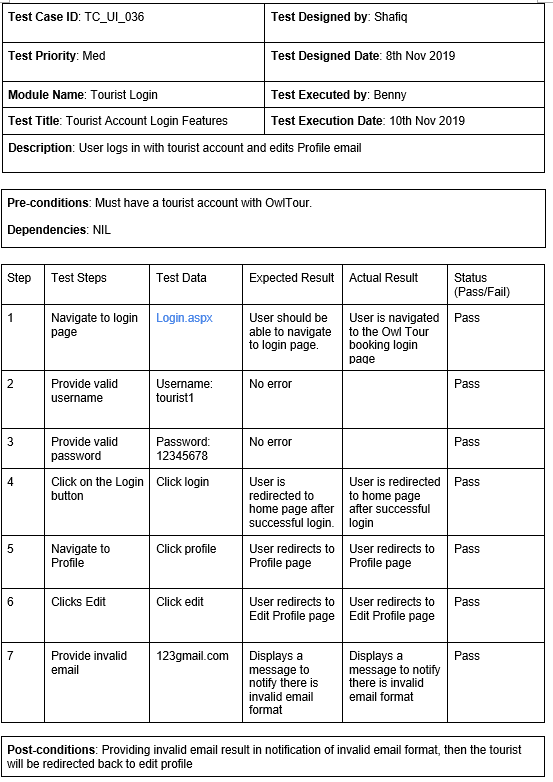 Test Case ID: TC_UI_036
Test Designed by: Shafiq
Test Priority: Med
Test Designed Date: 8th Nov 2019
Module Name: Tourist Login
Test Executed by: Benny
Test Title: Tourist Account Login Features
Test Execution Date: 10th Nov 2019
Description: User logs in with tourist account and edits Profile email
Pre-conditions: Must have a tourist account with OwlTour.
Dependencies: NIL
Step
Test Steps
Test Data
Expected Result
Actual Result
Status
(Pass/Fail)
1
Navigate to login
page
Login.aspx
User should be
able to navigate
to login page.
User is navigated
to the Owl Tour
booking login
page
Pass
2
Provide valid
username
Username:
tourist1
No error
Pass
3
Provide valid
password
Password:
12345678
No error
Pass
4
Click on the Login
button
Click login
User is
redirected to
home page after
successful login.
User is redirected
to home page
after successful
login
Pass
5
Navigate to
Profile
Click profile
User redirects to
Profile page
User redirects to
Profile page
Pass
6
Clicks Edit
Click edit
User redirects to
Edit Profile page
User redirects to
Edit Profile page
Pass
7
Provide invalid
email
123gmail.com
Displays a
message to
notify there is
invalid email
format
Displays a
message to notify
there is invalid
email format
Pass
Post-conditions: Providing invalid email result in notification of invalid email format, then the tourist
will be redirected back to edit profile